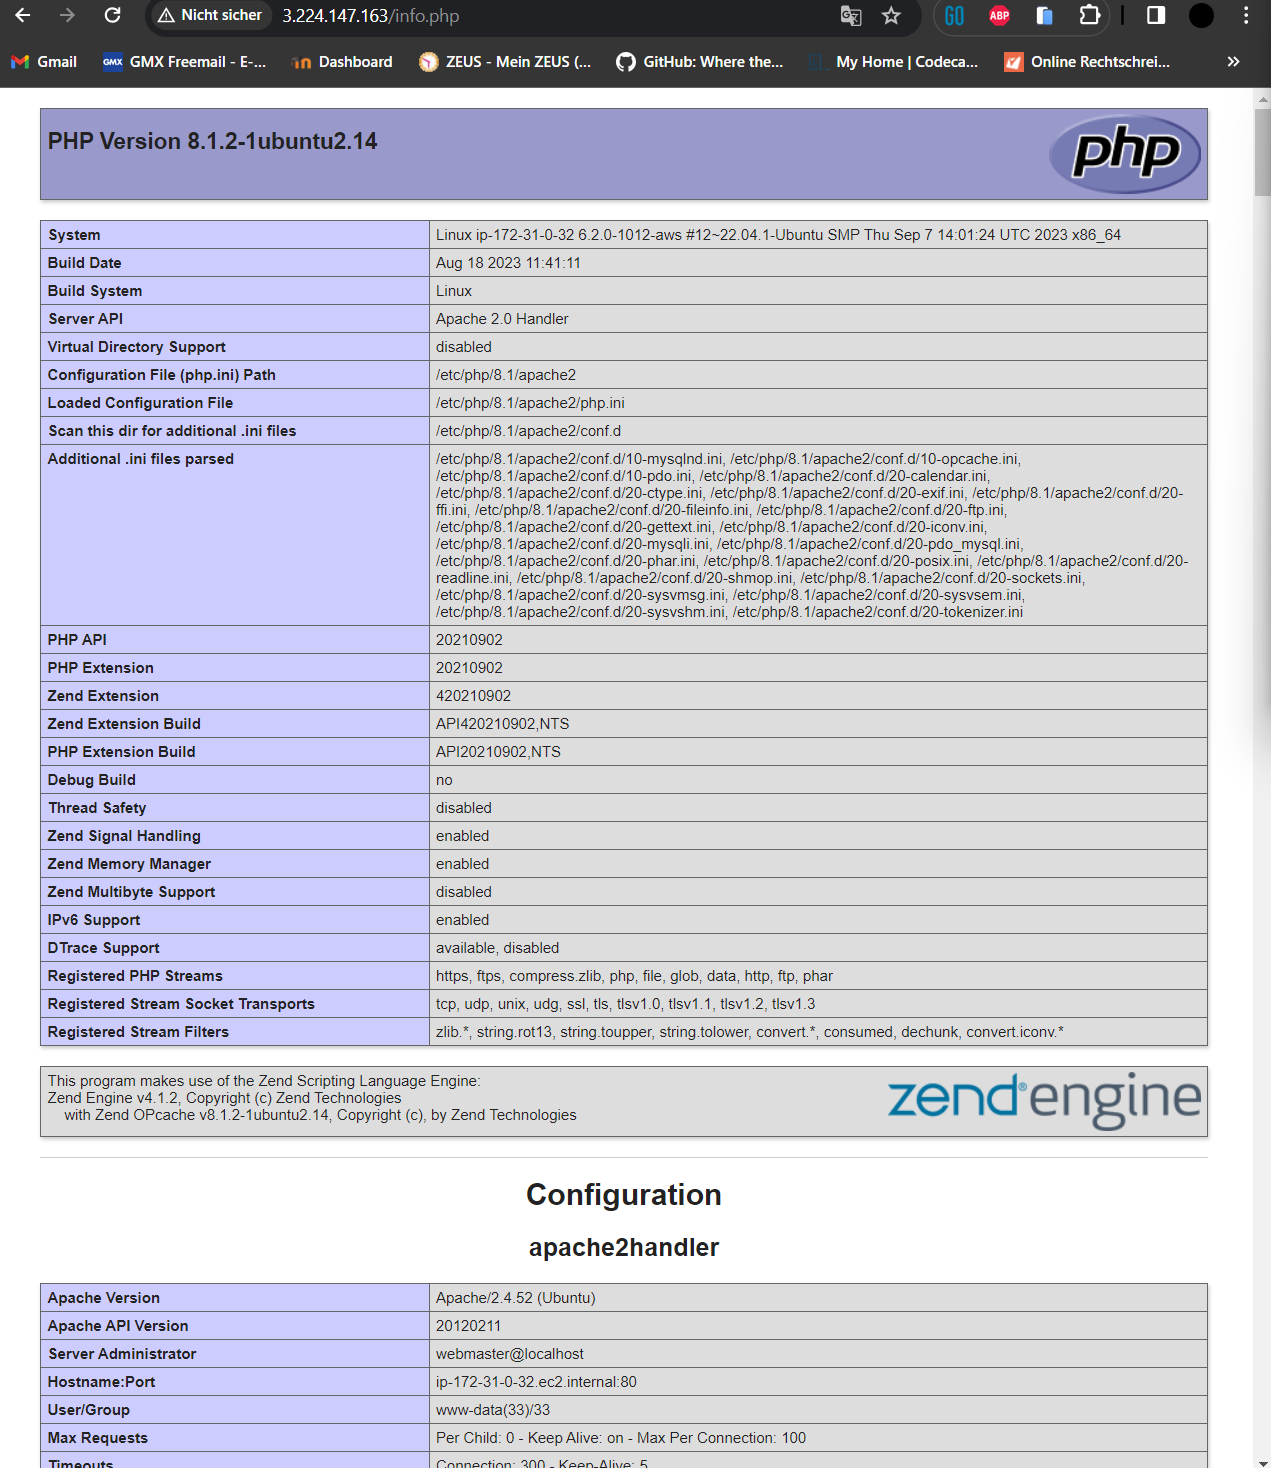 Nicht sicher 3.224.147.163/info.php GO ABP
Gmail GMX GMX Freemail - E-... Dashboard ZEUS - Mein ZEUS (... GitHub: Where the... My Home | Codeca... Online Rechtschrei... »
PHP Version 8.1.2-1ubuntu2.14 php
System Linux ip-172-31-0-32 6.2.0-1012-aws #12~22.04.1-Ubuntu SMP Thu Sep 7 14:01:24 UTC 2023 x86_64
Build Date Aug 18 2023 11:41:11
Build System Linux
Server API Apache 2.0 Handler
Virtual Directory Support disabled
Configuration File (php.ini) Path /etc/php/8.1/apache2
Loaded Configuration File /etc/php/8.1/apache2/php.ini
Scan this dir for additional .ini files /etc/php/8.1/apache2/conf.d
Additional .ini files parsed /etc/php/8.1/apache2/conf.d/10-mysqlnd.ini, /etc/php/8.1/apache2/conf.d/10-opcache.ini,
/etc/php/8.1/apache2/conf.d/10-pdo.ini, /etc/php/8.1/apache2/conf.d/20-calendar.ini,
/etc/php/8.1/apache2/conf.d/20-ctype.ini, /etc/php/8.1/apache2/conf.d/20-exif.ini, /etc/php/8.1/apache2/conf.d/20-
ffi.ini, /etc/php/8.1/apache2/conf.d/20-fileinfo.ini, /etc/php/8.1/apache2/conf.d/20-ftp.ini,
/etc/php/8.1/apache2/conf.d/20-gettext.ini, /etc/php/8.1/apache2/conf.d/20-iconv.ini,
/etc/php/8.1/apache2/conf.d/20-mysqli.ini, /etc/php/8.1/apache2/conf.d/20-pdo_mysql.ini,
/etc/php/8.1/apache2/conf.d/20-phar.ini, /etc/php/8.1/apache2/conf.d/20-posix.ini, /etc/php/8.1/apache2/conf.d/20-
readline.ini, /etc/php/8.1/apache2/conf.d/20-shmop.ini, /etc/php/8.1/apache2/conf.d/20-sockets.ini,
/etc/php/8.1/apache2/conf.d/20-sysvmsg.ini, /etc/php/8.1/apache2/conf.d/20-sysvsem.ini,
/etc/php/8.1/apache2/conf.d/20-sysvshm.ini, /etc/php/8.1/apache2/conf.d/20-tokenizer.ini
PHP API 20210902
PHP Extension 20210902
Zend Extension 420210902
Zend Extension Build API420210902,NTS
PHP Extension Build API20210902,NTS
Debug Build no
Thread Safety disabled
Zend Signal Handling enabled
Zend Memory Manager enabled
Zend Multibyte Support disabled
IPv6 Support enabled
DTrace Support available, disabled
Registered PHP Streams https, ftps, compress.zlib, php, file, glob, data, http, ftp, phar
Registered Stream Socket Transports tcp, udp, unix, udg, ssl, tls, tlsv1.0, tlsv1.1, tlsv1.2, tlsv1.3
Registered Stream Filters zlib.*, string.rot13, string.toupper, string.tolower, convert.*, consumed, dechunk, convert.iconv.*
This program makes use of the Zend Scripting Language Engine:
Zend Engine v4.1.2, Copyright (c) Zend Technologies
with Zend OPcache v8.1.2-1ubuntu2.14, Copyright (c), by Zend Technologies
zend®engine
Configuration
apache2handler
Apache Version Apache/2.4.52 (Ubuntu)
Apache API Version 20120211
Server Administrator webmaster@localhost
Hostname:Port ip-172-31-0-32.ec2.internal:80
User/Group www-data(33)/33
Max Requests Per Child: 0 - Keep Alive: on - Max Per Connection: 100
Timeouts Connection: 300 - Keep-Alive: 5